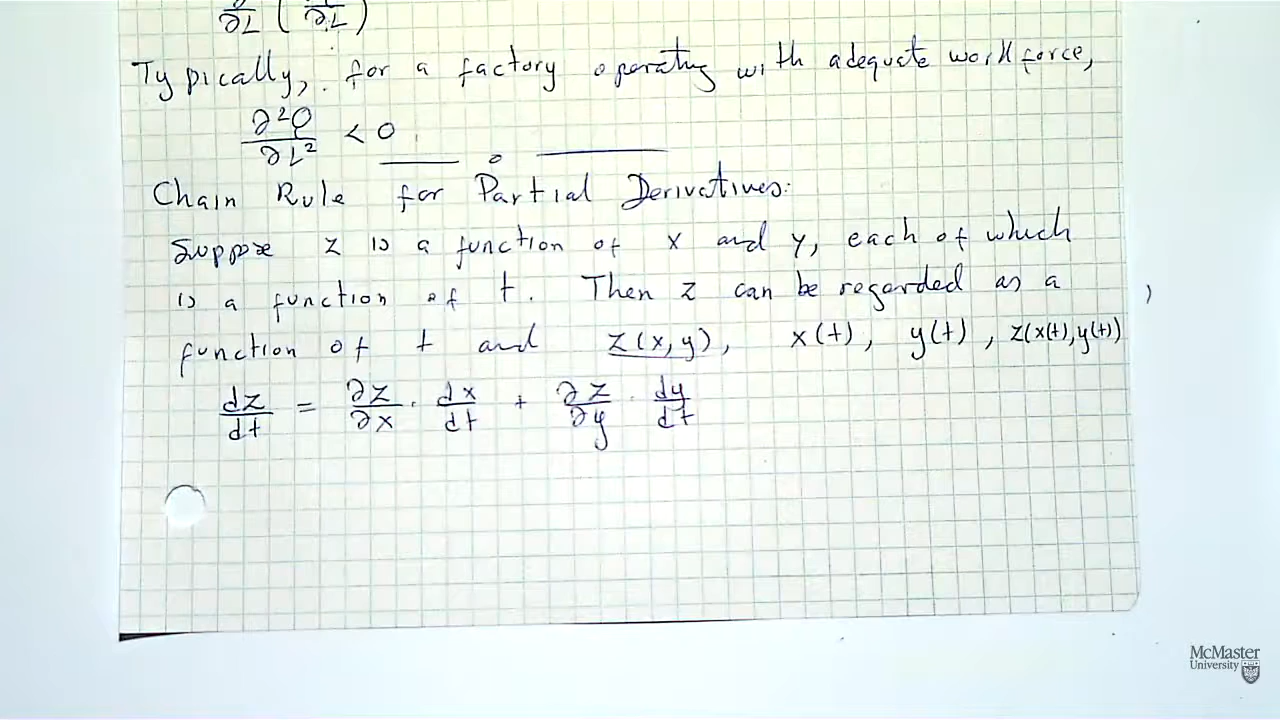 ∂/∂L (∂/∂L)
Typically, for a factory operating with adequate workforce,
∂²Q/∂L² < 0
Chain Rule for Partial Derivatives:
Suppose z is a function of x and y, each of which
is a function of t. Then z can be regarded as a
function of t and z(x,y), x(t), y(t), z(x(t),y(t))
dz/dt = ∂z/∂x · dx/dt + ∂z/∂y · dy/dt
McMaster
University